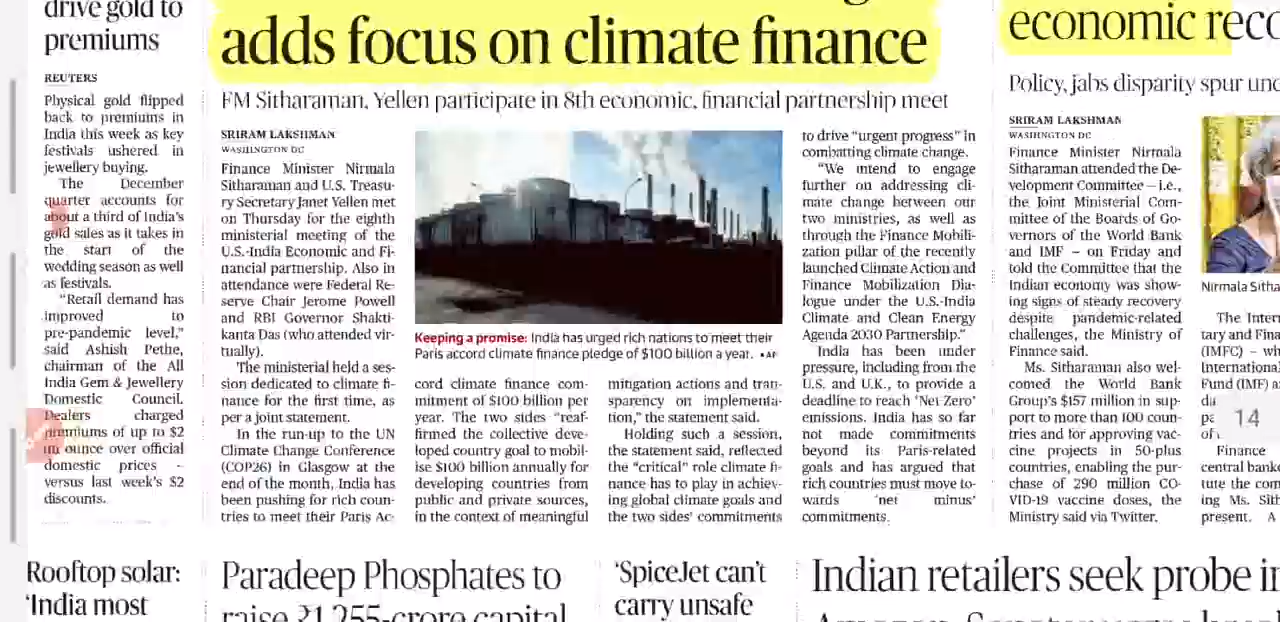 drive gold to
premiums
REUTERS
Physical gold flipped
back to premiums in
India this week as key
festivals ushered in
jewellery buying.
The December
quarter accounts for
about a third of India's
gold sales as it takes in
the start of the
wedding season as well
as festivals.
"Retail demand has
improved to
pre-pandemic level,"
said Ashish Pethe,
chairman of the All
India Gem & Jewellery
Domestic Council.
Dealers charged
premiums of up to $2
an ounce over official
domestic prices -
versus last week's $2
discounts.
adds focus on climate finance
FM Sitharaman, Yellen participate in 8th economic, financial partnership meet
SRIRAM LAKSHMAN
WASHINGTON DC
Finance Minister Nirmala
Sitharaman and U.S. Treasu-
ry Secretary Janet Yellen met
on Thursday for the eighth
ministerial meeting of the
U.S.-India Economic and Fi-
nancial partnership. Also in
attendance were Federal Re-
serve Chair Jerome Powell
and RBI Governor Shakti-
kanta Das (who attended vir-
tually).
The ministerial held a ses-
sion dedicated to climate fi-
nance for the first time, as
per a joint statement.
In the run-up to the UN
Climate Change Conference
(COP26) in Glasgow at the
end of the month, India has
been pushing for rich coun-
tries to meet their Paris Ac-
Keeping a promise: India has urged rich nations to meet their
Paris accord climate finance pledge of $100 billion a year. • AP
cord climate finance com-
mitment of $100 billion per
year. The two sides "reaf-
firmed the collective deve-
loped country goal to mobil-
ise $100 billion annually for
developing countries from
public and private sources,
in the context of meaningful
mitigation actions and tran-
sparency on implementa-
tion," the statement said.
Holding such a session,
the statement said, reflected
the "critical" role climate fi-
nance has to play in achiev-
ing global climate goals and
the two sides' commitments
to drive "urgent progress" in
combatting climate change.
"We intend to engage
further on addressing cli-
mate change between our
two ministries, as well as
through the Finance Mobili-
zation pillar of the recently
launched Climate Action and
Finance Mobilization Dia-
logue under the U.S.-India
Climate and Clean Energy
Agenda 2030 Partnership."
India has been under
pressure, including from the
U.S. and U.K., to provide a
deadline to reach 'Net Zero'
emissions. India has so far
not made commitments
beyond its Paris-related
goals and has argued that
rich countries must move to-
wards 'net minus'
commitments.
economic reco
Policy, jabs disparity spur unc
SRIRAM LAKSHMAN
WASHINGTON DC
Finance Minister Nirmala
Sitharaman attended the De-
velopment Committee – i.e.,
the Joint Ministerial Com-
mittee of the Boards of Go-
vernors of the World Bank
and IMF – on Friday and
told the Committee that the
Indian economy was show-
ing signs of steady recovery
despite pandemic-related
challenges, the Ministry of
Finance said.
Ms. Sitharaman also wel-
comed the World Bank
Group's $157 million in sup-
port to more than 100 coun-
tries and for approving vac-
cine projects in 50-plus
countries, enabling the pur-
chase of 290 million CO-
VID-19 vaccine doses, the
Ministry said via Twitter.
Nirmala Sitha
The Inter
tary and Fina
(IMFC) – wh
International
Fund (IMF) a
da
pa
of
14
Finance
central banke
tute the com
ing Ms. Sith
present. A
Rooftop solar:
'India most
Paradeep Phosphates to
raise ₹1,255-crore capital
'SpiceJet can't
carry unsafe
Indian retailers seek probe in